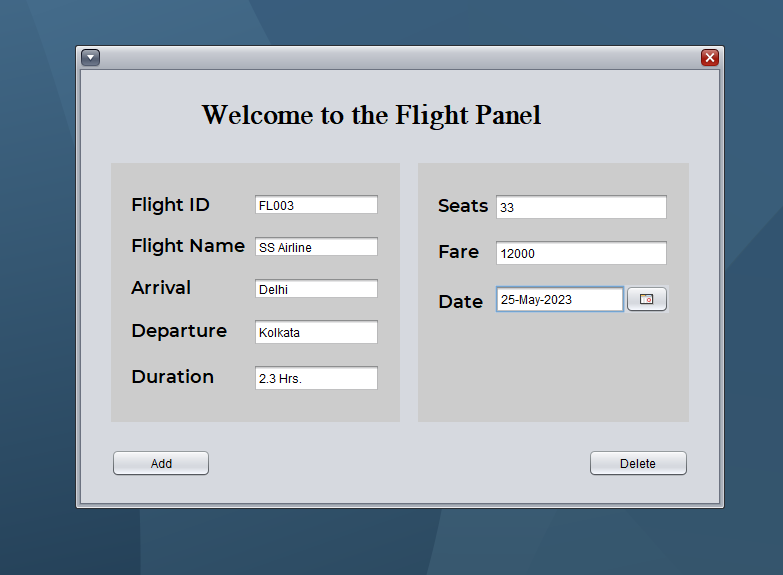 Welcome to the Flight Panel
Flight ID FL003
Flight Name SS Airline
Arrival Delhi
Departure Kolkata
Duration 2.3 Hrs.
Seats 33
Fare 12000
Date 25-May-2023
Add
Delete